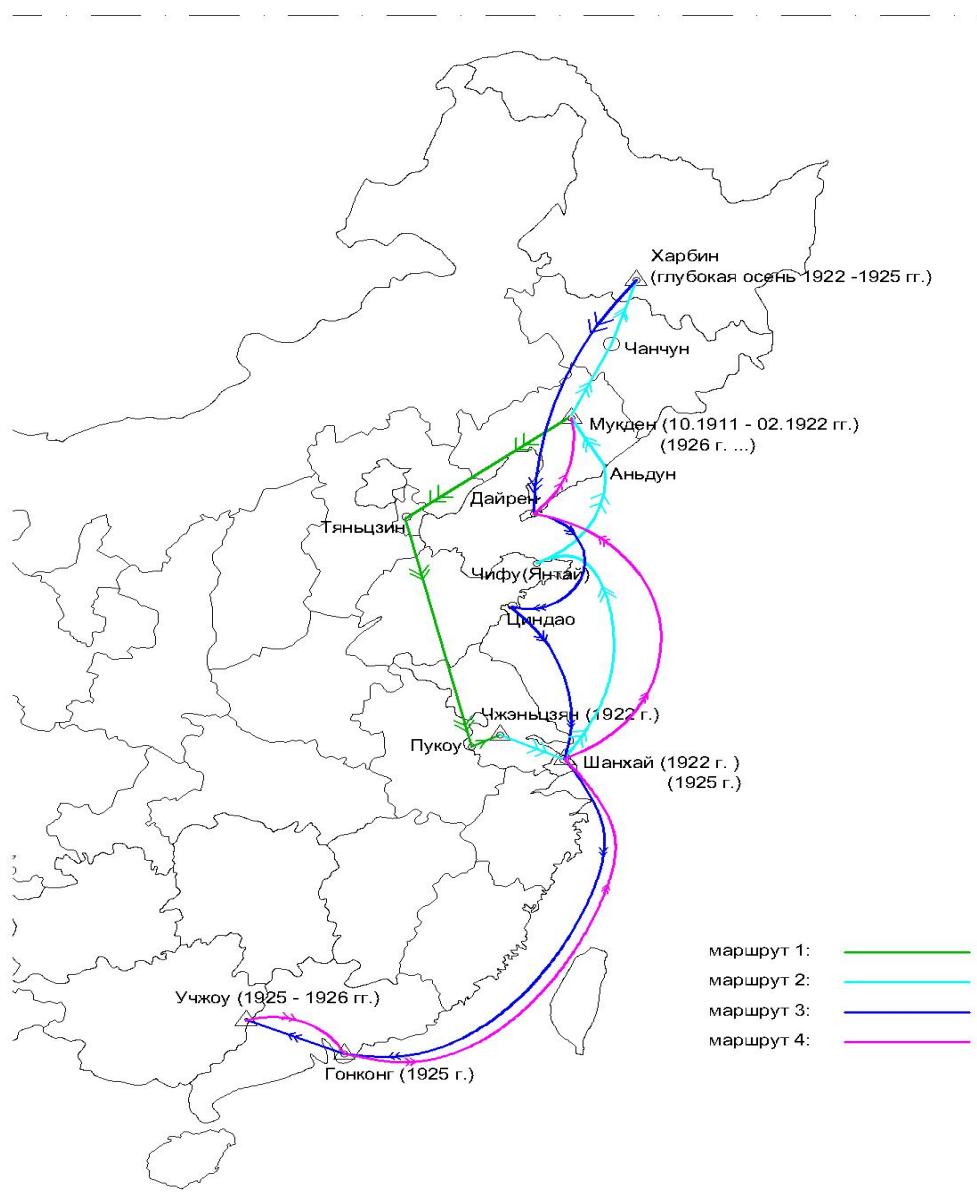 Харбин
(глубокая осень 1922 -1925 гг.)
Чанчун
Мукден (10.1911 - 02.1922 гг.)
(1926 г. ...)
Аньдун
Дайрен
Тяньцзин
Чифу(Янтай)
Циндао
Чжэньцзян (1922 г.)
Пукоу
Шанхай (1922 г. )
(1925 г.)
маршрут 1:
маршрут 2:
маршрут 3:
маршрут 4:
Учжоу (1925 - 1926 гг.)
Гонконг (1925 г.)